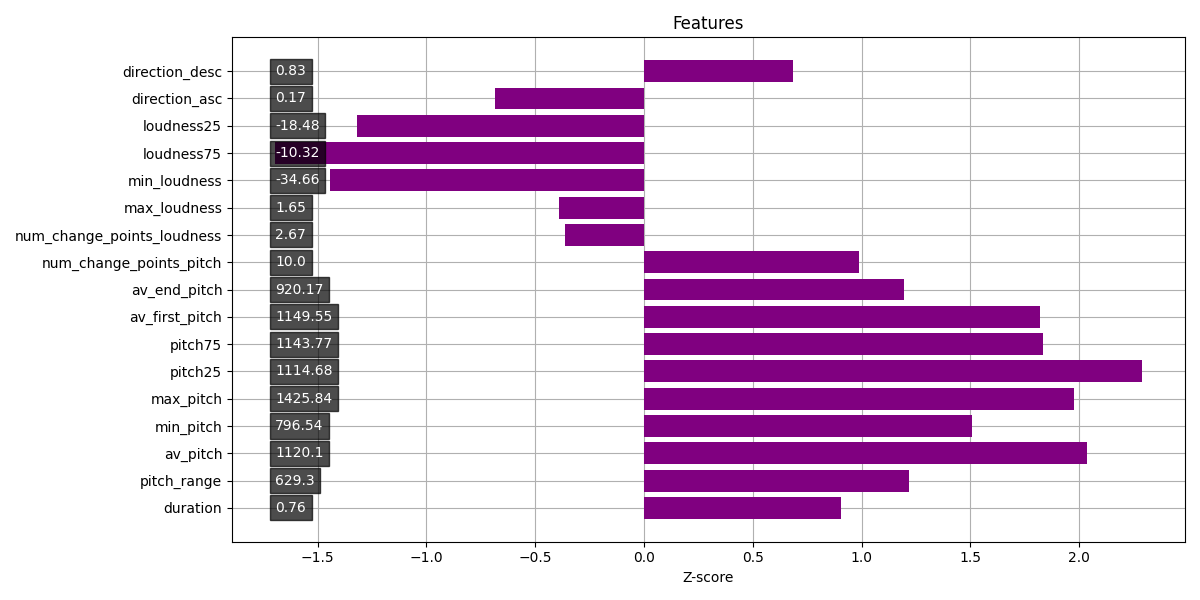 Features
direction_desc 0.83
direction_asc 0.17
loudness25 -18.48
loudness75 -10.32
min_loudness -34.66
max_loudness 1.65
num_change_points_loudness 2.67
num_change_points_pitch 10.0
av_end_pitch 920.17
av_first_pitch 1149.55
pitch75 1143.77
pitch25 1114.68
max_pitch 1425.84
min_pitch 796.54
av_pitch 1120.1
pitch_range 629.3
duration 0.76
−1.5 −1.0 −0.5 0.0 0.5 1.0 1.5 2.0
Z-score